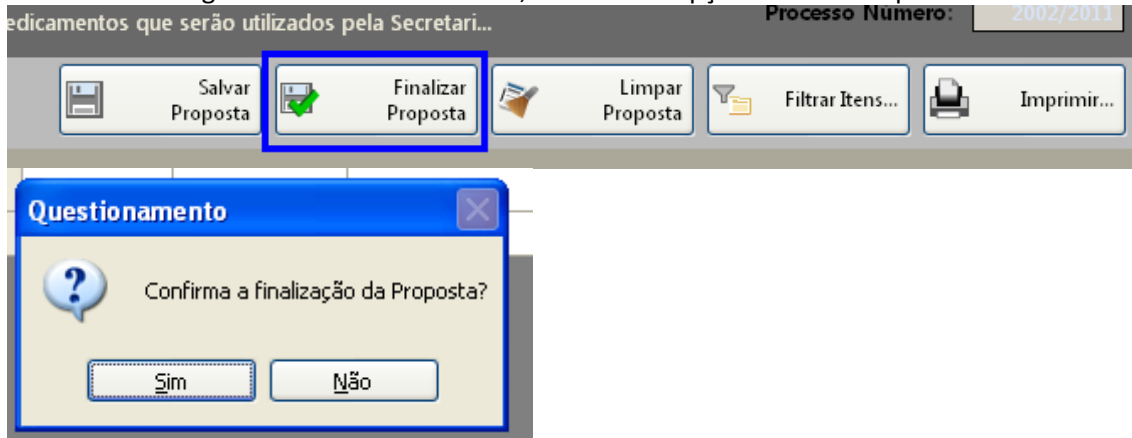 edicamentos que serão utilizados pela Secretari...
Processo Número: 2002/2011
Salvar
Proposta
Finalizar
Proposta
Limpar
Proposta
Filtrar Itens...
Imprimir...
Questionamento
Confirma a finalização da Proposta?
Sim
Não